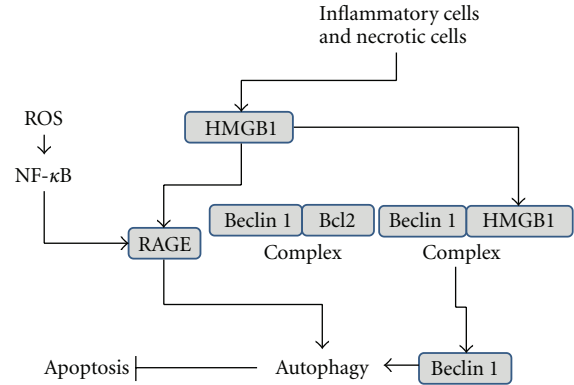 Inflammatory cells
and necrotic cells
ROS
HMGB1
NF-κB
Beclin 1
Bcl2
Beclin 1
HMGB1
RAGE
Complex
Complex
Apoptosis
Autophagy
Beclin 1